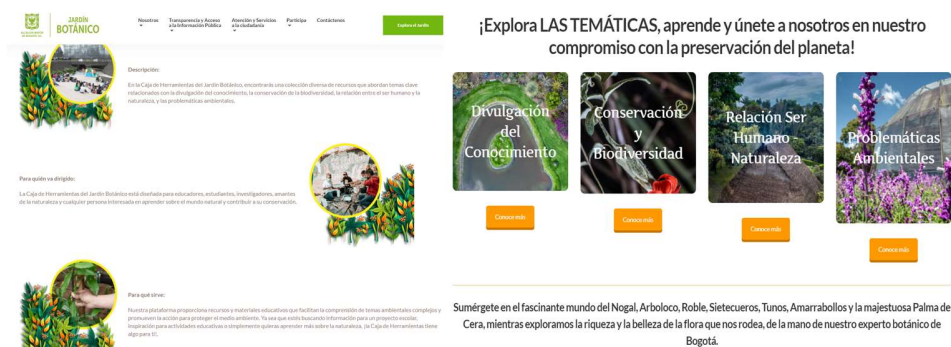 JARDÍN
BOTÁNICO
Nosotros
Transparencia y Acceso
a la Información Pública
Atención y Servicios
a la ciudadanía
Participa
Contáctenos
Explora el Jardín
Descripción:
En la Caja de Herramientas del Jardín Botánico, encontrarás una colección diversa de recursos que abordan temas clave
relacionados con la divulgación del conocimiento, la conservación de la biodiversidad, la relación entre el ser humano y la
naturaleza, y las problemáticas ambientales.
Para quién va dirigido:
La Caja de Herramientas del Jardín Botánico está diseñada para educadores, estudiantes, investigadores, amantes
de la naturaleza y cualquier persona interesada en aprender sobre el mundo natural y contribuir a su conservación.
Para qué sirve:
Nuestra plataforma proporciona recursos y materiales educativos que facilitan la comprensión de temas ambientales complejos y
promueven la acción para proteger el medio ambiente. Ya sea que estés buscando información para un proyecto escolar,
inspiración para actividades educativas o simplemente quieras aprender más sobre la naturaleza, ¡la Caja de Herramientas tiene
algo para ti!.
¡Explora LAS TEMÁTICAS, aprende y únete a nosotros en nuestro
compromiso con la preservación del planeta!
Divulgación
del
Conocimiento
Conoce más
Conservación
y
Biodiversidad
Conoce más
Relación Ser
Humano -
Naturaleza
Conoce más
Problemáticas
Ambientales
Conoce más
Sumérgete en el fascinante mundo del Nogal, Arboloco, Roble, Sietecueros, Tunos, Amarrabollos y la majestuosa Palma de
Cera, mientras exploramos la riqueza y la belleza de la flora que nos rodea, de la mano de nuestro experto botánico de
Bogotá.